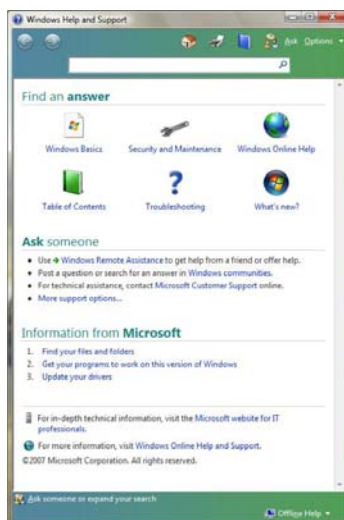 Windows Help and Support
Ask Options
Find an answer
Windows Basics Security and Maintenance Windows Online Help
Table of Contents Troubleshooting What's new?
Ask someone
Use Windows Remote Assistance to get help from a friend or offer help.
Post a question or search for an answer in Windows communities.
For technical assistance, contact Microsoft Customer Support online.
More support options...
Information from Microsoft
1. Find your files and folders
2. Get your programs to work on this version of Windows
3. Update your drivers
For in-depth technical information, visit the Microsoft website for IT
professionals.
For more information, visit Windows Online Help and Support.
©2007 Microsoft Corporation. All rights reserved.
Ask someone or expand your search
Offline Help